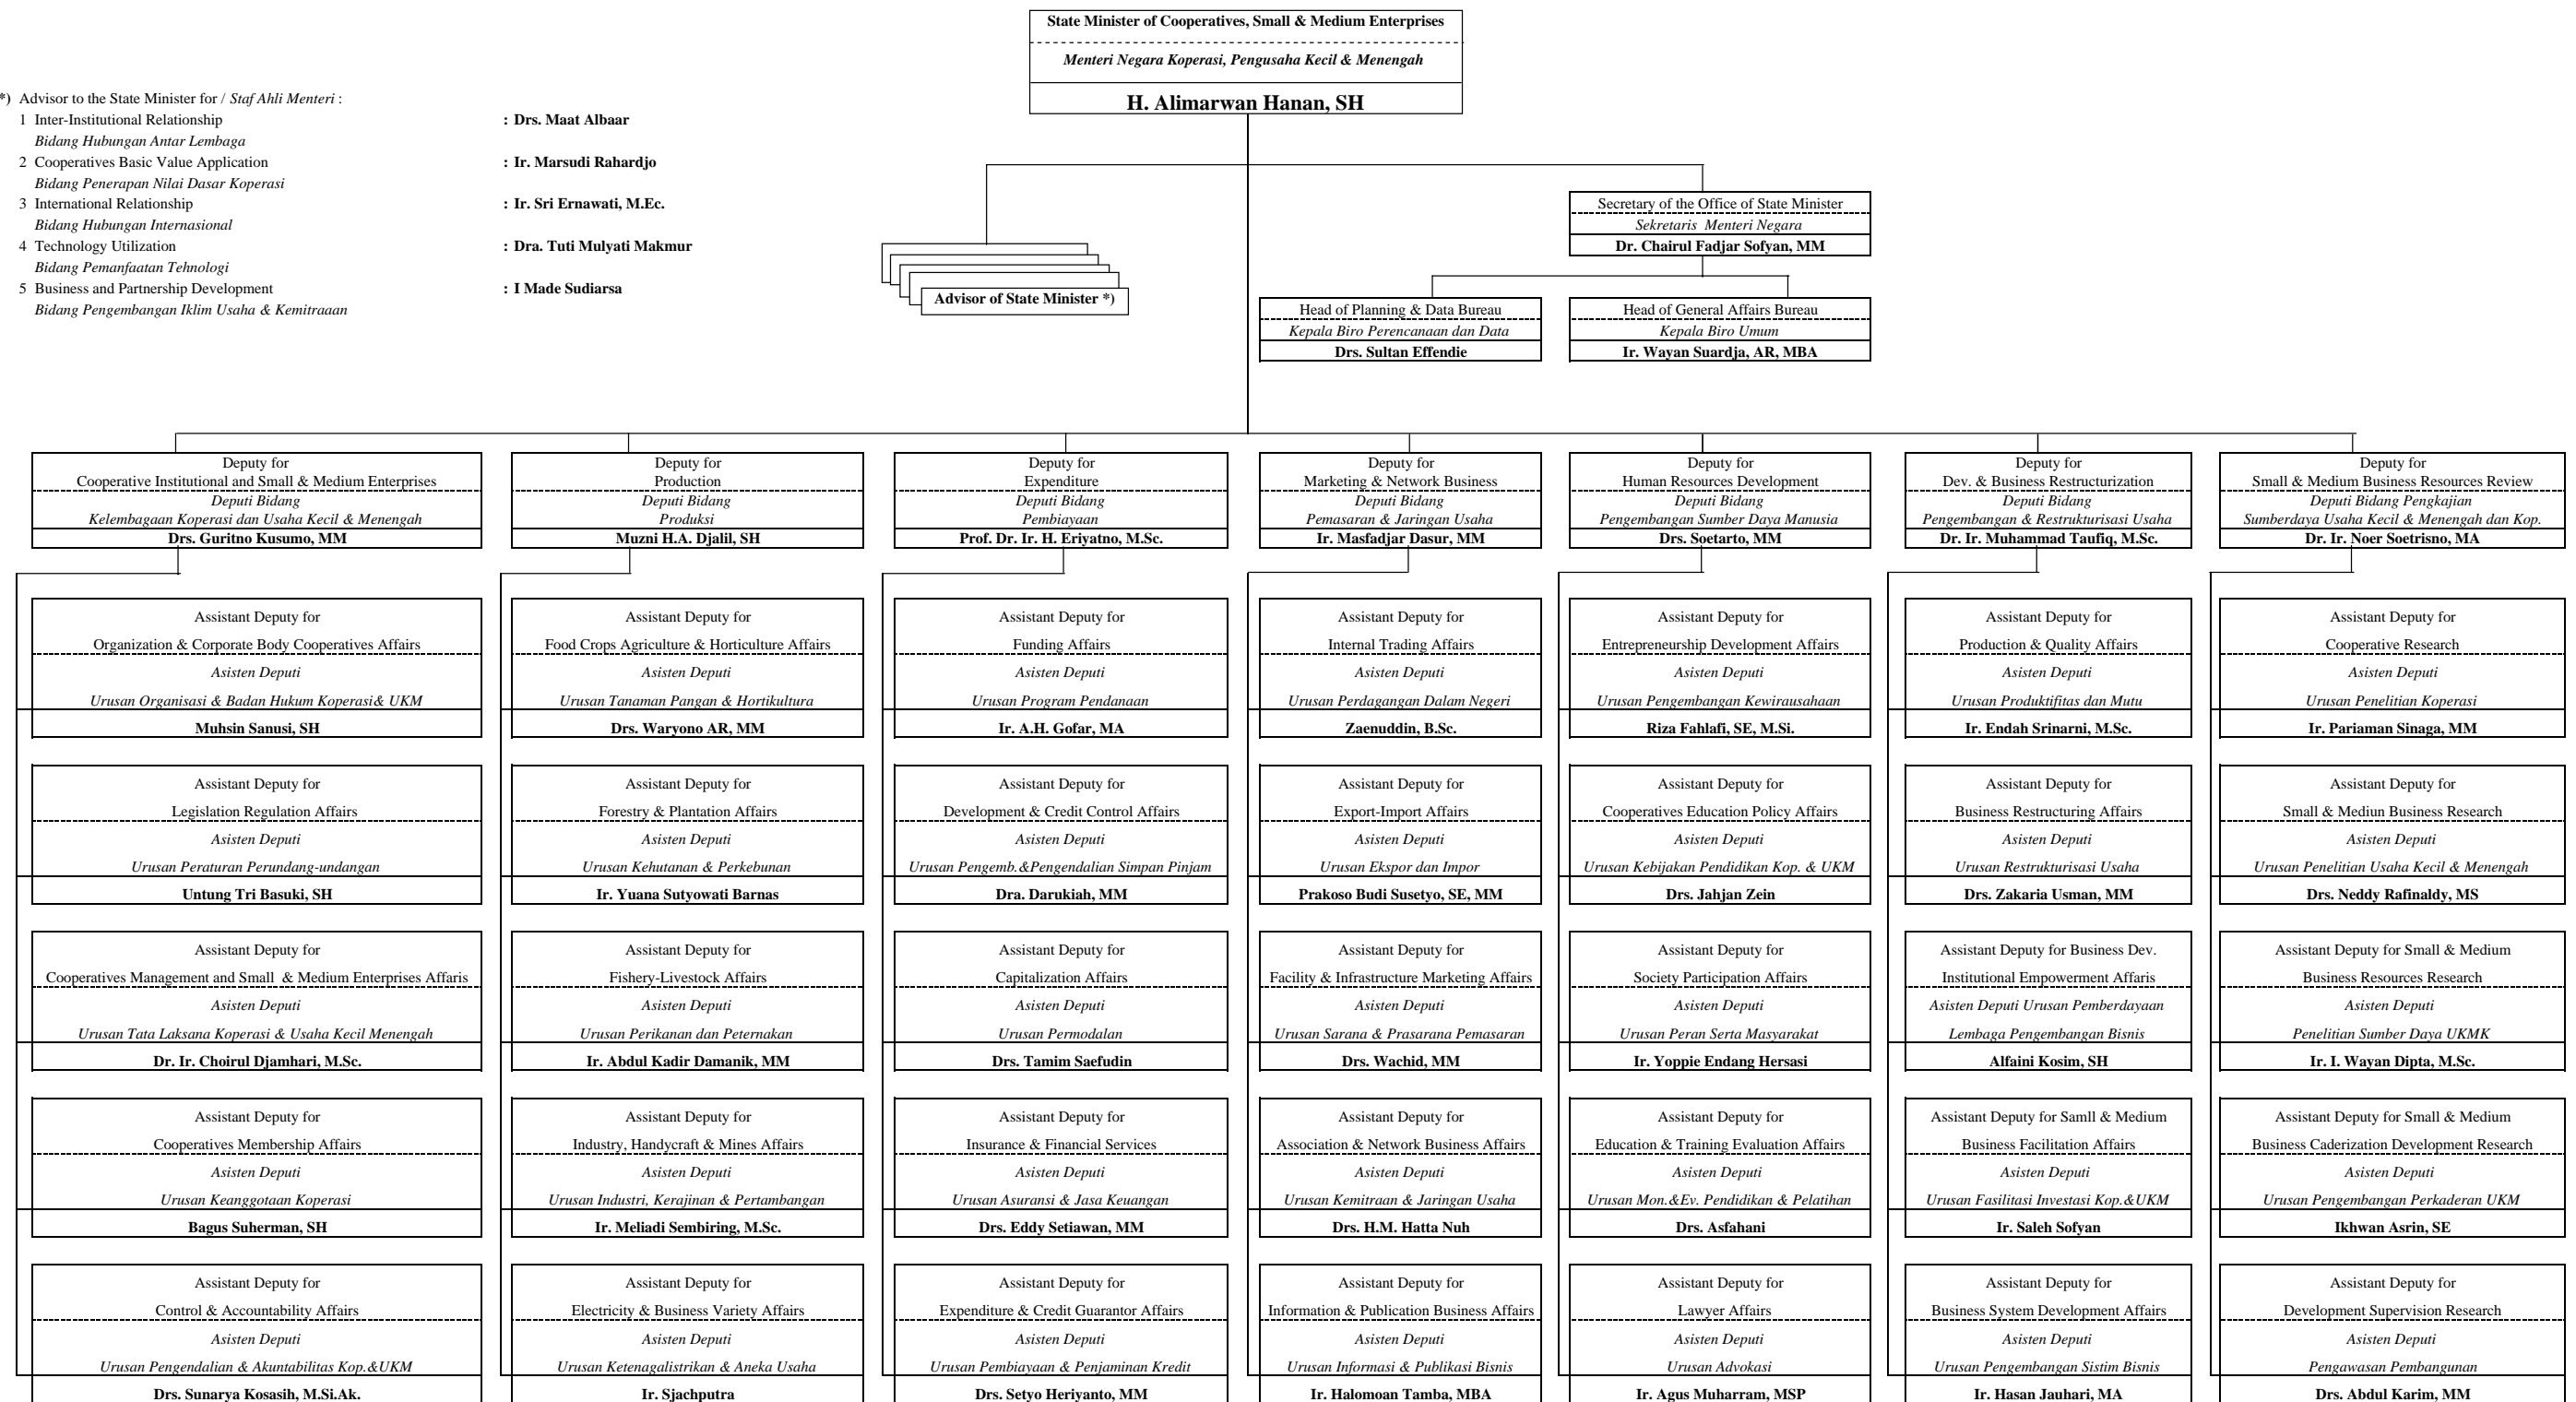 State Minister of Cooperatives, Small & Medium Enterprises
Menteri Negara Koperasi, Pengusaha Kecil & Menengah
H. Alimarwan Hanan, SH
*) Advisor to the State Minister for / Staf Ahli Menteri :
1 Inter-Institutional Relationship : Drs. Maat Albaar
Bidang Hubungan Antar Lembaga
2 Cooperatives Basic Value Application : Ir. Marsudi Rahardjo
Bidang Penerapan Nilai Dasar Koperasi
3 International Relationship : Ir. Sri Ernawati, M.Ec.
Bidang Hubungan Internasional
4 Technology Utilization : Dra. Tuti Mulyati Makmur
Bidang Pemanfaatan Tehnologi
5 Business and Partnership Development : I Made Sudiarsa
Bidang Pengembangan Iklim Usaha & Kemitraaan
Advisor of State Minister *)
Secretary of the Office of State Minister
Sekretaris Menteri Negara
Dr. Chairul Fadjar Sofyan, MM
Head of Planning & Data Bureau
Kepala Biro Perencanaan dan Data
Drs. Sultan Effendie
Head of General Affairs Bureau
Kepala Biro Umum
Ir. Wayan Suardja, AR, MBA
Deputy for
Cooperative Institutional and Small & Medium Enterprises
Deputi Bidang
Kelembagaan Koperasi dan Usaha Kecil & Menengah
Drs. Guritno Kusumo, MM
Assistant Deputy for
Organization & Corporate Body Cooperatives Affairs
Asisten Deputi
Urusan Organisasi & Badan Hukum Koperasi& UKM
Muhsin Sanusi, SH
Assistant Deputy for
Legislation Regulation Affairs
Asisten Deputi
Urusan Peraturan Perundang-undangan
Untung Tri Basuki, SH
Assistant Deputy for
Cooperatives Management and Small & Medium Enterprises Affaris
Asisten Deputi
Urusan Tata Laksana Koperasi & Usaha Kecil Menengah
Dr. Ir. Choirul Djamhari, M.Sc.
Assistant Deputy for
Cooperatives Membership Affairs
Asisten Deputi
Urusan Keanggotaan Koperasi
Bagus Suherman, SH
Assistant Deputy for
Control & Accountability Affairs
Asisten Deputi
Urusan Pengendalian & Akuntabilitas Kop.&UKM
Drs. Sunarya Kosasih, M.Si.Ak.
Deputy for
Production
Deputi Bidang
Produksi
Muzni H.A. Djalil, SH
Assistant Deputy for
Food Crops Agriculture & Horticulture Affairs
Asisten Deputi
Urusan Tanaman Pangan & Hortikultura
Drs. Waryono AR, MM
Assistant Deputy for
Forestry & Plantation Affairs
Asisten Deputi
Urusan Kehutanan & Perkebunan
Ir. Yuana Sutyowati Barnas
Assistant Deputy for
Fishery-Livestock Affairs
Asisten Deputi
Urusan Perikanan dan Peternakan
Ir. Abdul Kadir Damanik, MM
Assistant Deputy for
Industry, Handycraft & Mines Affairs
Asisten Deputi
Urusan Industri, Kerajinan & Pertambangan
Ir. Meliadi Sembiring, M.Sc.
Assistant Deputy for
Electricity & Business Variety Affairs
Asisten Deputi
Urusan Ketenagalistrikan & Aneka Usaha
Ir. Sjachputra
Deputy for
Expenditure
Deputi Bidang
Pembiayaan
Prof. Dr. Ir. H. Eriyatno, M.Sc.
Assistant Deputy for
Funding Affairs
Asisten Deputi
Urusan Program Pendanaan
Ir. A.H. Gofar, MA
Assistant Deputy for
Development & Credit Control Affairs
Asisten Deputi
Urusan Pengemb.&Pengendalian Simpan Pinjam
Dra. Darukiah, MM
Assistant Deputy for
Capitalization Affairs
Asisten Deputi
Urusan Permodalan
Drs. Tamim Saefudin
Assistant Deputy for
Insurance & Financial Services
Asisten Deputi
Urusan Asuransi & Jasa Keuangan
Drs. Eddy Setiawan, MM
Assistant Deputy for
Expenditure & Credit Guarantor Affairs
Asisten Deputi
Urusan Pembiayaan & Penjaminan Kredit
Drs. Setyo Heriyanto, MM
Deputy for
Marketing & Network Business
Deputi Bidang
Pemasaran & Jaringan Usaha
Ir. Masfadjar Dasur, MM
Assistant Deputy for
Internal Trading Affairs
Asisten Deputi
Urusan Perdagangan Dalam Negeri
Zaenuddin, B.Sc.
Assistant Deputy for
Export-Import Affairs
Asisten Deputi
Urusan Ekspor dan Impor
Prakoso Budi Susetyo, SE, MM
Assistant Deputy for
Facility & Infrastructure Marketing Affairs
Asisten Deputi
Urusan Sarana & Prasarana Pemasaran
Drs. Wachid, MM
Assistant Deputy for
Association & Network Business Affairs
Asisten Deputi
Urusan Kemitraan & Jaringan Usaha
Drs. H.M. Hatta Nuh
Assistant Deputy for
Information & Publication Business Affairs
Asisten Deputi
Urusan Informasi & Publikasi Bisnis
Ir. Halomoan Tamba, MBA
Deputy for
Human Resources Development
Deputi Bidang
Pengembangan Sumber Daya Manusia
Drs. Soetarto, MM
Assistant Deputy for
Entrepreneurship Development Affairs
Asisten Deputi
Urusan Pengembangan Kewirausahaan
Riza Fahlafi, SE, M.Si.
Assistant Deputy for
Cooperatives Education Policy Affairs
Asisten Deputi
Urusan Kebijakan Pendidikan Kop. & UKM
Drs. Jahjan Zein
Assistant Deputy for
Society Participation Affairs
Asisten Deputi
Urusan Peran Serta Masyarakat
Ir. Yoppie Endang Hersasi
Assistant Deputy for
Education & Training Evaluation Affairs
Asisten Deputi
Urusan Mon.&Ev. Pendidikan & Pelatihan
Drs. Asfahani
Assistant Deputy for
Lawyer Affairs
Asisten Deputi
Urusan Advokasi
Ir. Agus Muharram, MSP
Deputy for
Dev. & Business Restructurization
Deputi Bidang
Pengembangan & Restrukturisasi Usaha
Dr. Ir. Muhammad Taufiq, M.Sc.
Assistant Deputy for
Production & Quality Affairs
Asisten Deputi
Urusan Produktifitas dan Mutu
Ir. Endah Srinarni, M.Sc.
Assistant Deputy for
Business Restructuring Affairs
Asisten Deputi
Urusan Restrukturisasi Usaha
Drs. Zakaria Usman, MM
Assistant Deputy for Business Dev.
Institutional Empowerment Affaris
Asisten Deputi Urusan Pemberdayaan
Lembaga Pengembangan Bisnis
Alfaini Kosim, SH
Assistant Deputy for Samll & Medium
Business Facilitation Affairs
Asisten Deputi
Urusan Fasilitasi Investasi Kop.&UKM
Ir. Saleh Sofyan
Assistant Deputy for
Business System Development Affairs
Asisten Deputi
Urusan Pengembangan Sistim Bisnis
Ir. Hasan Jauhari, MA
Deputy for
Small & Medium Business Resources Review
Deputi Bidang Pengkajian
Sumberdaya Usaha Kecil & Menengah dan Kop.
Dr. Ir. Noer Soetrisno, MA
Assistant Deputy for
Cooperative Research
Asisten Deputi
Urusan Penelitian Koperasi
Ir. Pariaman Sinaga, MM
Assistant Deputy for
Small & Mediun Business Research
Asisten Deputi
Urusan Penelitian Usaha Kecil & Menengah
Drs. Neddy Rafinaldy, MS
Assistant Deputy for Small & Medium
Business Resources Research
Asisten Deputi
Penelitian Sumber Daya UKMK
Ir. I. Wayan Dipta, M.Sc.
Assistant Deputy for Small & Medium
Business Caderization Development Research
Asisten Deputi
Urusan Pengembangan Perkaderan UKM
Ikhwan Asrin, SE
Assistant Deputy for
Development Supervision Research
Asisten Deputi
Pengawasan Pembangunan
Drs. Abdul Karim, MM